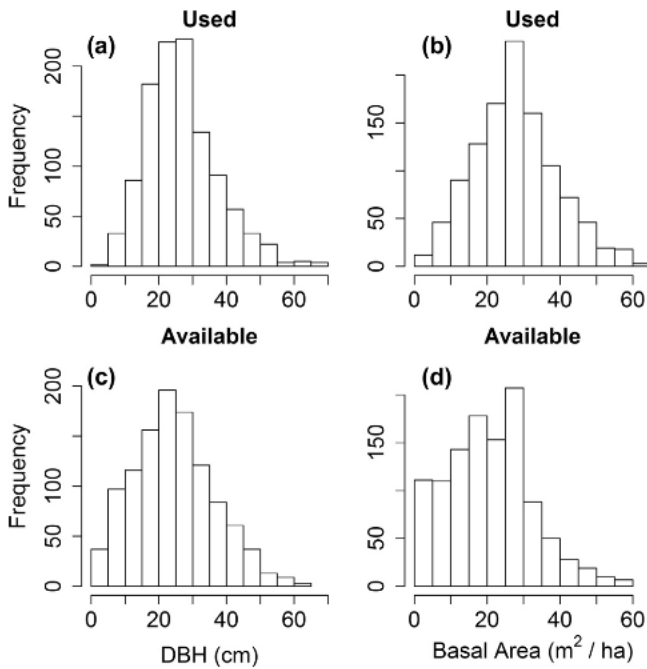 Used
Used
(a)
(b)
Frequency
0 50 100 200
0 50 150
0 20 40 60
0 20 40 60
Available
Available
(c)
(d)
Frequency
0 50 100 200
0 50 150
0 20 40 60
0 20 40 60
DBH (cm)
Basal Area (m² / ha)